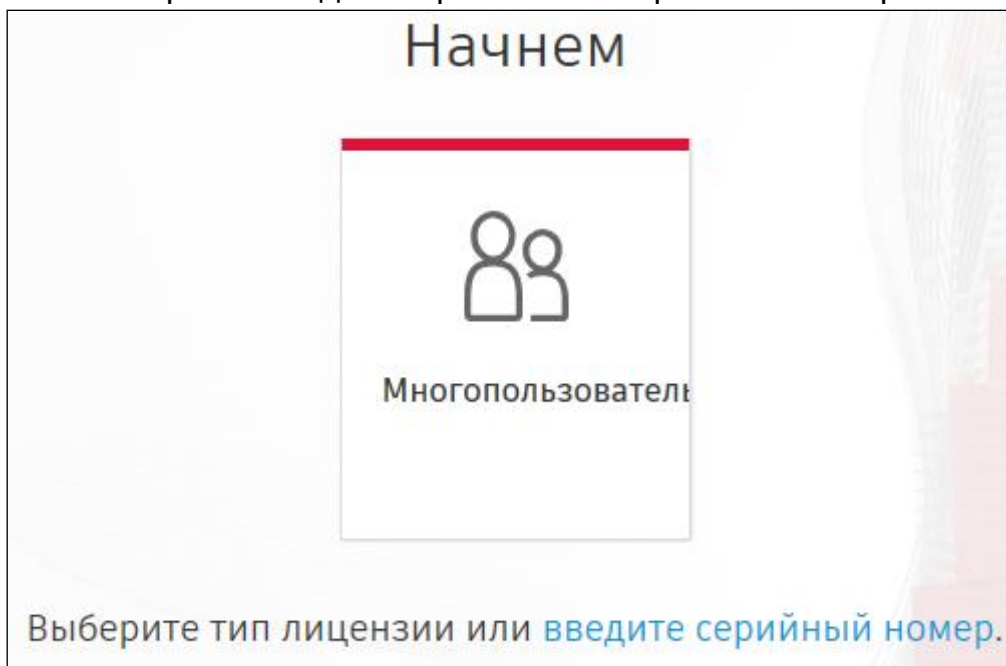 Начнем
Многопользователь
Выберите тип лицензии или введите серийный номер.